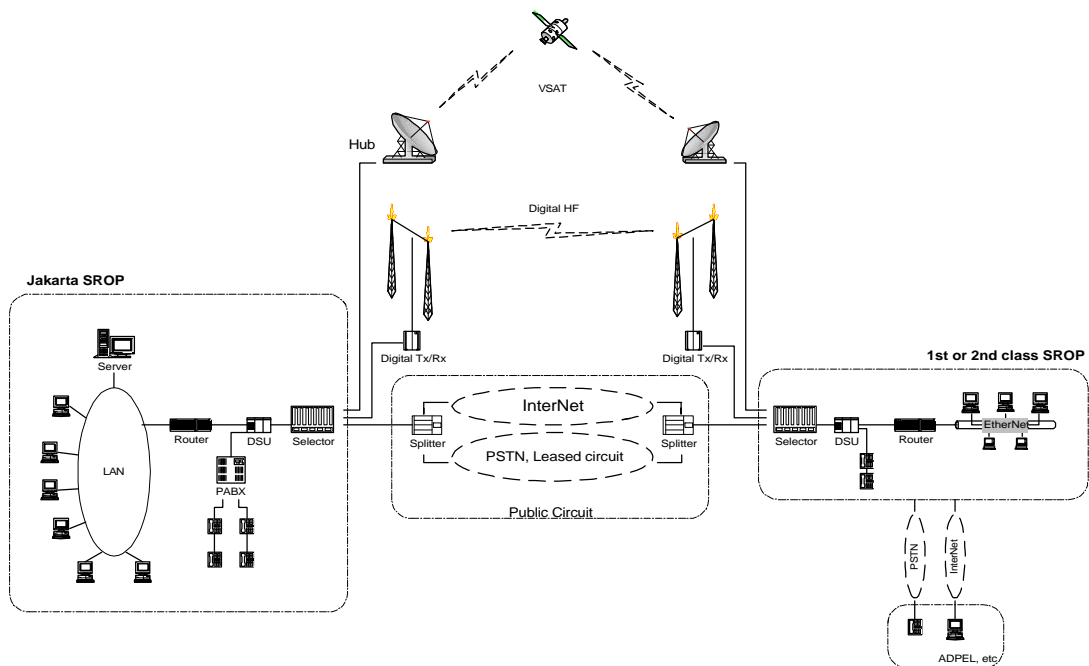 VSAT
Hub
Digital HF
Jakarta SROP
Digital Tx/Rx
Digital Tx/Rx
1st or 2nd class SROP
Server
InterNet
Router
DSU
Selector
Splitter
Splitter
Selector
DSU
Router
EtherNet
LAN
PSTN, Leased circuit
PABX
Public Circuit
PSTN
InterNet
ADPEL, etc